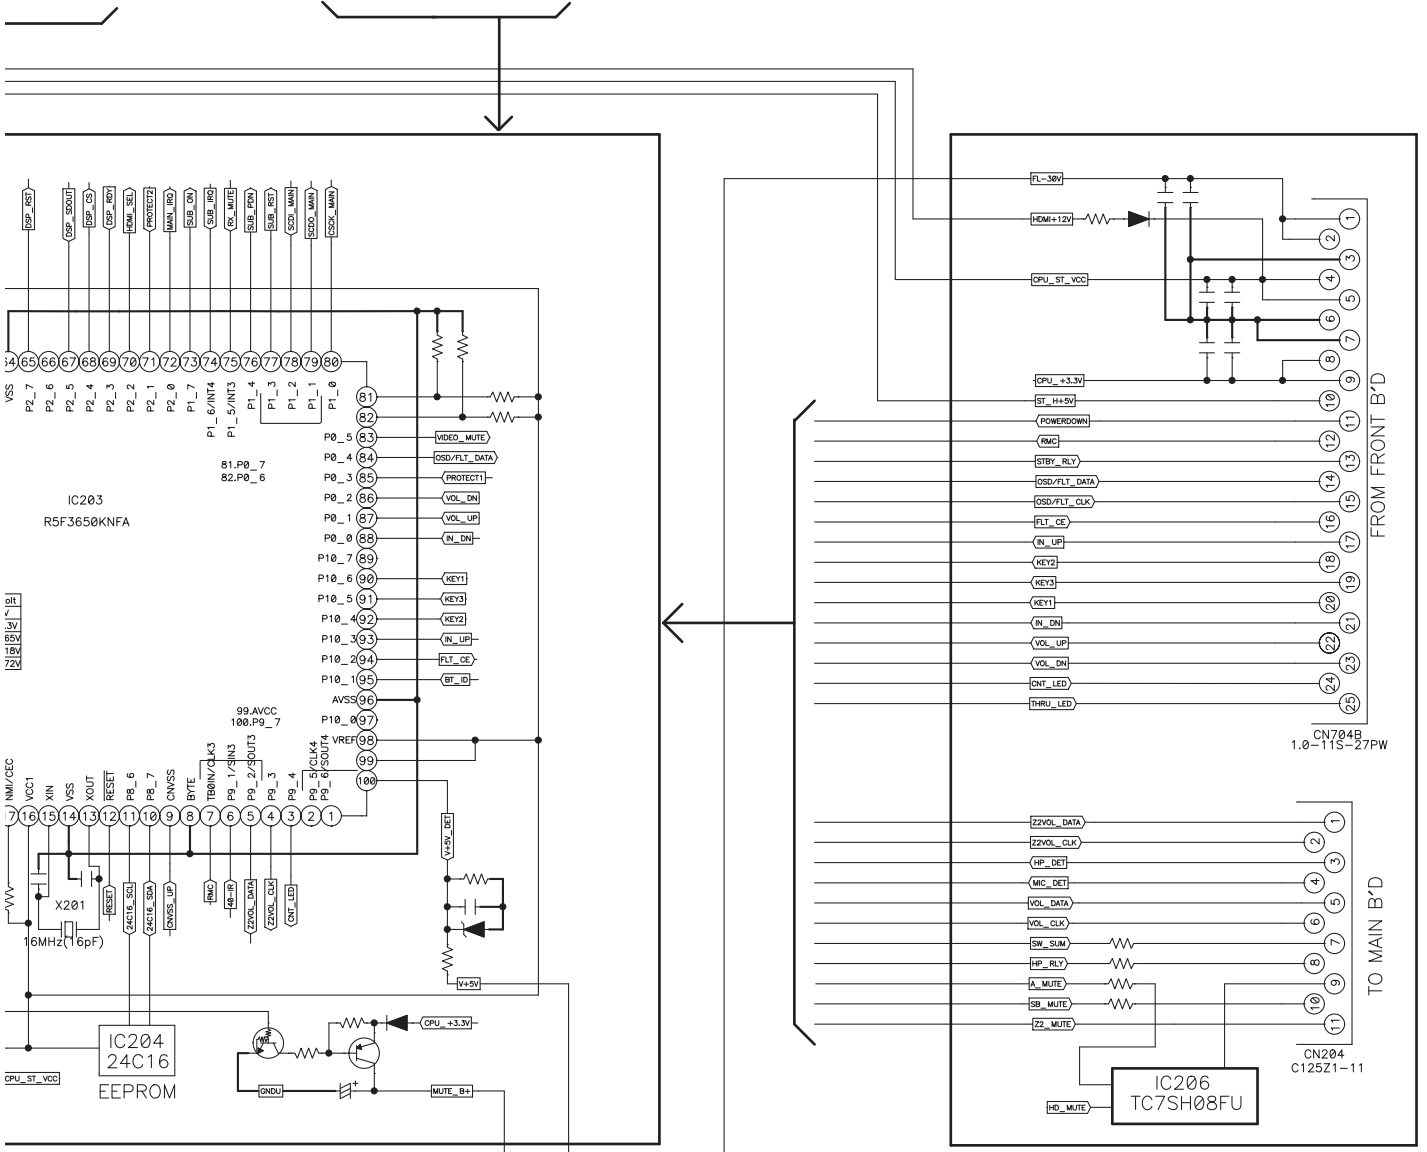 DSP_RST
DSP_SDOUT
DSP_CS
DSP_RDY
HDMI_SEL
PROTECT2
MAIN_IRQ
SUB_ON
SUB_IRQ
RX_MUTE
SUB_PDN
SUB_RST
SCDI_MAIN
SCDO_MAIN
CSCK_MAIN
64
65
66
67
68
69
70
71
72
73
74
75
76
77
78
79
80
VSS
P2_7
P2_6
P2_5
P2_4
P2_3
P2_2
P2_1
P2_0
P1_7
P1_6/INT4
P1_5/INT3
P1_4
P1_3
P1_2
P1_1
P1_0
81
82
P0_5 83 VIDEO_MUTE
P0_4 84 OSD/FLT_DATA
P0_3 85 PROTECT1
P0_2 86 VOL_DN
P0_1 87 VOL_UP
P0_0 88 IN_DN
P10_7 89
P10_6 90 KEY1
P10_5 91 KEY3
P10_4 92 KEY2
P10_3 93 IN_UP
P10_2 94 FLT_CE
P10_1 95 BT_ID
AVSS 96
P10_0 97
VREF 98
99
100
81.P0_7
82.P0_6
IC203
R5F3650KNFA
olt
V
.3V
65V
18V
72V
99.AVCC
100.P9_7
NMI/CEC
VCC1
XIN
VSS
XOUT
RESET
P8_6
P8_7
CNVSS
BYTE
TB0IN/CLK3
P9_1/SIN3
P9_2/SOUT3
P9_3
P9_4
P9_5/CLK4
P9_6/SOUT4
17
16
15
14
13
12
11
10
9
8
7
6
5
4
3
2
1
V+5V_DET
X201
16MHz(16pF)
RESET
24C16_SCL
24C16_SDA
CNVSS_UP
RMC
40-IR
Z2VOL_DATA
Z2VOL_CLK
CNT_LED
V+5V
IC204
24C16
EEPROM
CPU_ST_VCC
CPU_+3.3V
GNDU
+
MUTE_B+
FL-30V
HDMI+12V 1
2
3
CPU_ST_VCC 4
5
6
7
8
CPU_+3.3V 9
ST_H+5V 10
POWERDOWN 11
RMC 12
STBY_RLY 13
OSD/FLT_DATA 14
OSD/FLT_CLK 15
FLT_CE 16
IN_UP 17
KEY2 18
KEY3 19
KEY1 20
IN_DN 21
VOL_UP 22
VOL_DN 23
CNT_LED 24
THRU_LED 25
FROM FRONT B'D
CN704B
1.0-11S-27PW
Z2VOL_DATA 1
Z2VOL_CLK 2
HP_DET 3
MIC_DET 4
VOL_DATA 5
VOL_CLK 6
SW_SUM 7
HP_RLY 8
A_MUTE 9
SB_MUTE 10
Z2_MUTE 11
TO MAIN B'D
CN204
C125Z1-11
IC206
TC7SH08FU
HD_MUTE